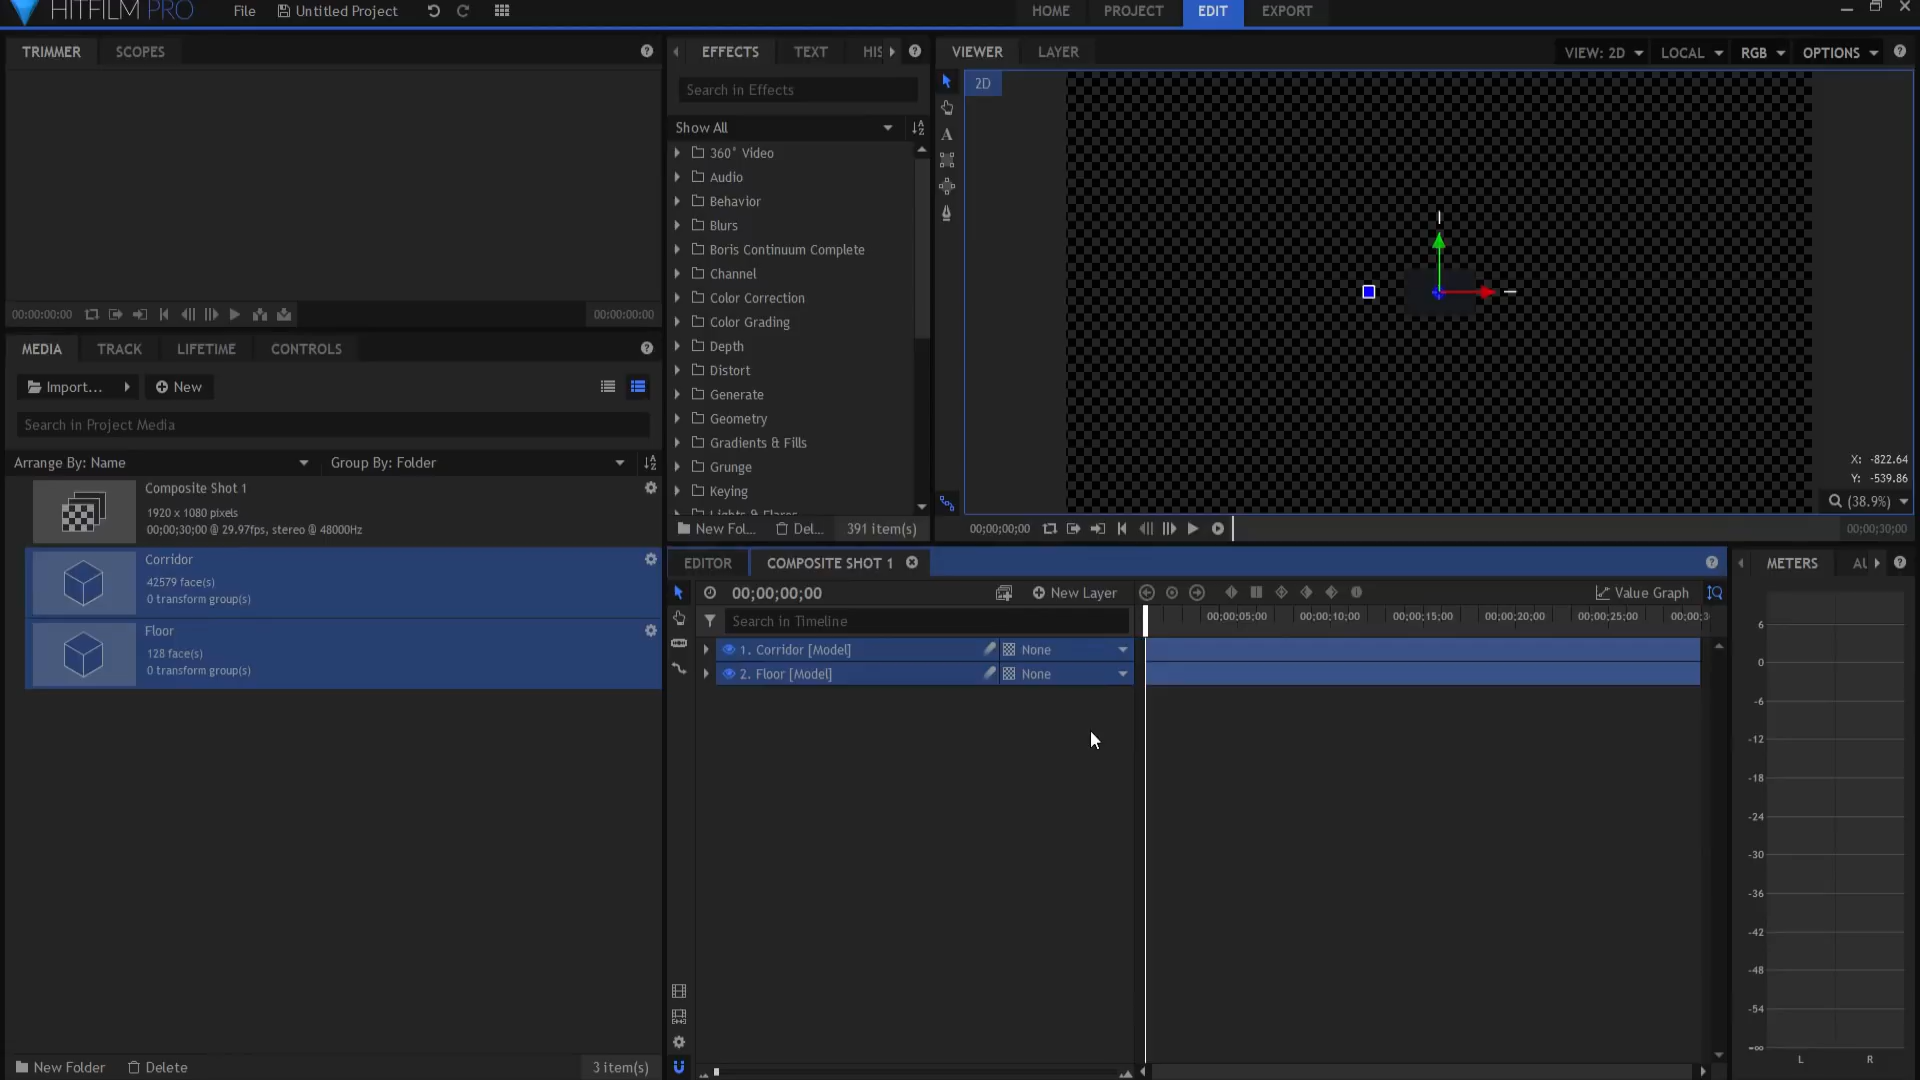 HITFILM PRO
File
Untitled Project
HOME
PROJECT
EDIT
EXPORT
TRIMMER
SCOPES
00:00:00:00
00:00:00:00
EFFECTS
TEXT
HIS
Search in Effects
Show All
360° Video
Audio
Behavior
Blurs
Boris Continuum Complete
Channel
Color Correction
Color Grading
Depth
Distort
Generate
Geometry
Gradients & Fills
Grunge
Keying
Lights & Flares
New Fol...
Del...
391 item(s)
VIEWER
LAYER
VIEW: 2D
LOCAL
RGB
OPTIONS
2D
X: -822.64
Y: -539.86
(38.9%)
00;00;00;00
00;00;30;00
MEDIA
TRACK
LIFETIME
CONTROLS
Import...
New
Search in Project Media
Arrange By: Name
Group By: Folder
Composite Shot 1
1920 x 1080 pixels
00;00;30;00 @ 29.97fps, stereo @ 48000Hz
Corridor
42579 face(s)
0 transform group(s)
Floor
128 face(s)
0 transform group(s)
New Folder
Delete
3 item(s)
EDITOR
COMPOSITE SHOT 1
00;00;00;00
New Layer
Value Graph
Search in Timeline
00;00;05;00
00;00;10;00
00;00;15;00
00;00;20;00
00;00;25;00
00;00;3
1. Corridor [Model]
None
2. Floor [Model]
None
METERS
AU
6
0
-6
-12
-18
-24
-30
-36
-42
-48
-54
-∞
L
R